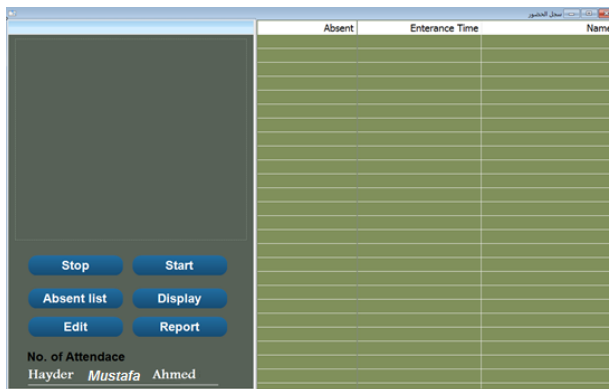 سجل الحضور
Absent Enterance Time Name
Stop Start
Absent list Display
Edit Report
No. of Attendace
Hayder Mustafa Ahmed